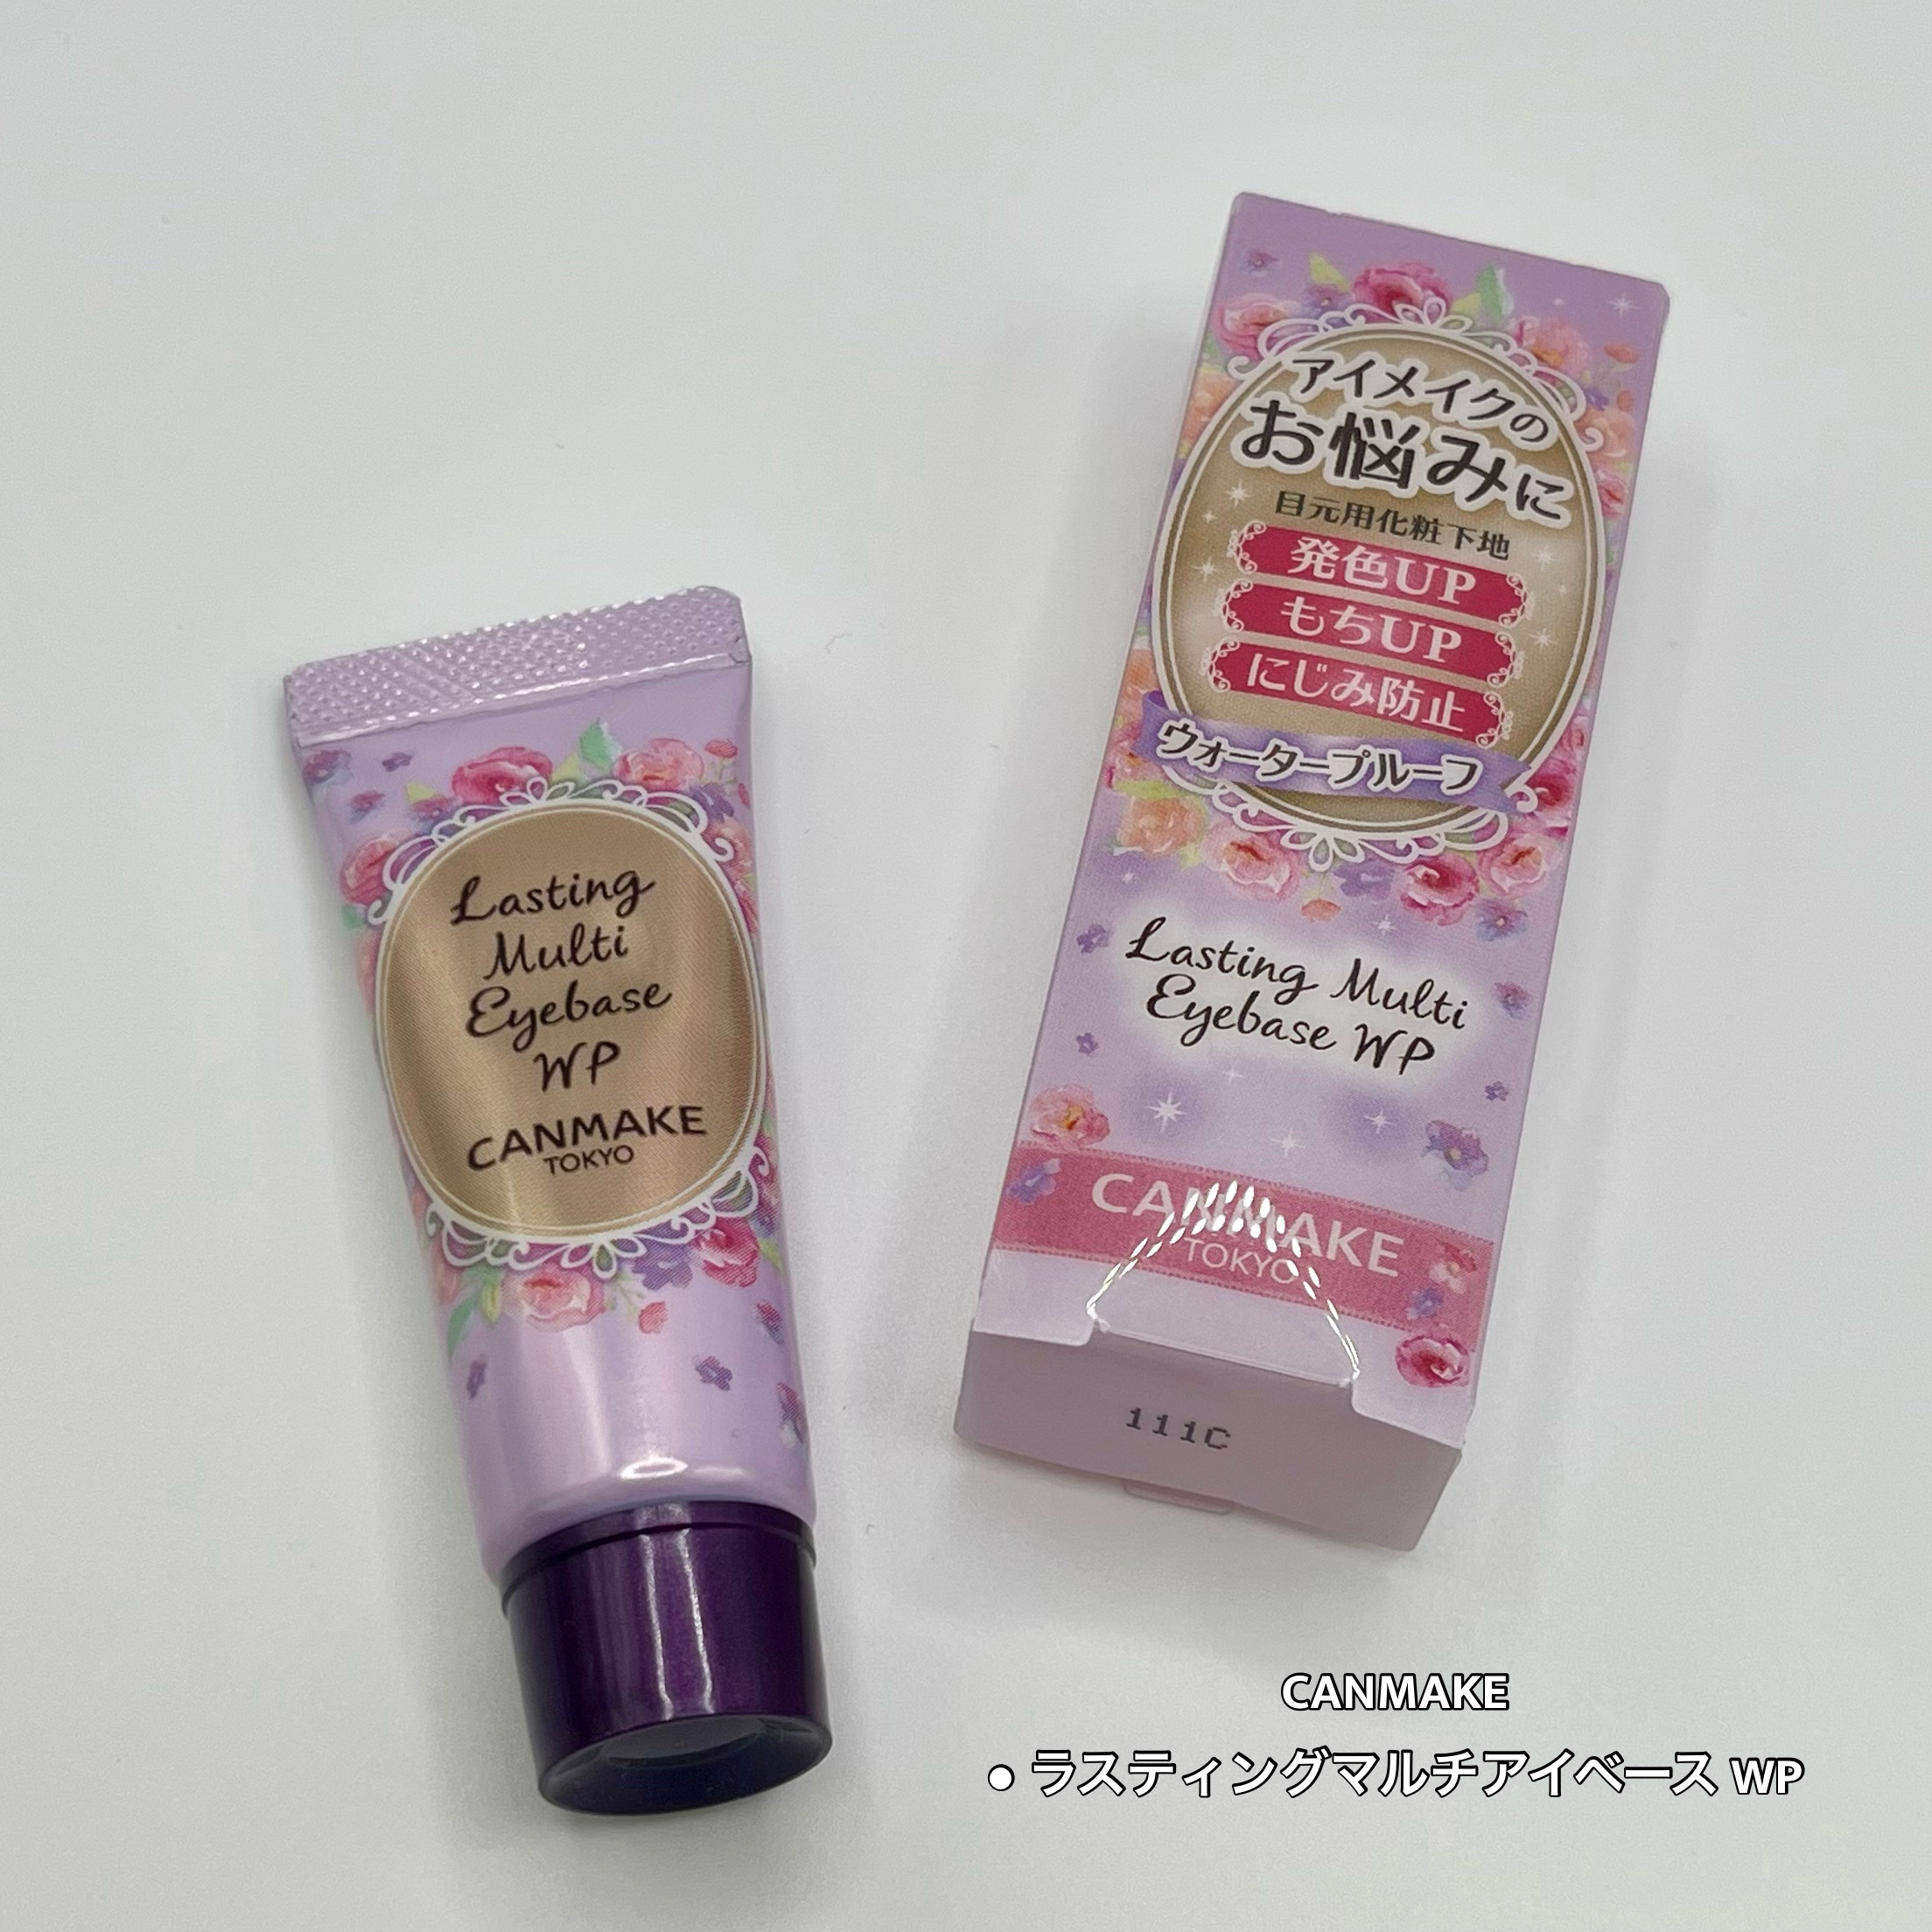 Lasting
Multi
Eyebase
WP
CANMAKE
TOKYO
アイメイクの
お悩みに
目元用化粧下地
発色UP
もちUP
にじみ防止
ウォータープルーフ
Lasting Multi
Eyebase WP
CANMAKE
TOKYO
111C
CANMAKE
● ラスティングマルチアイベース WP